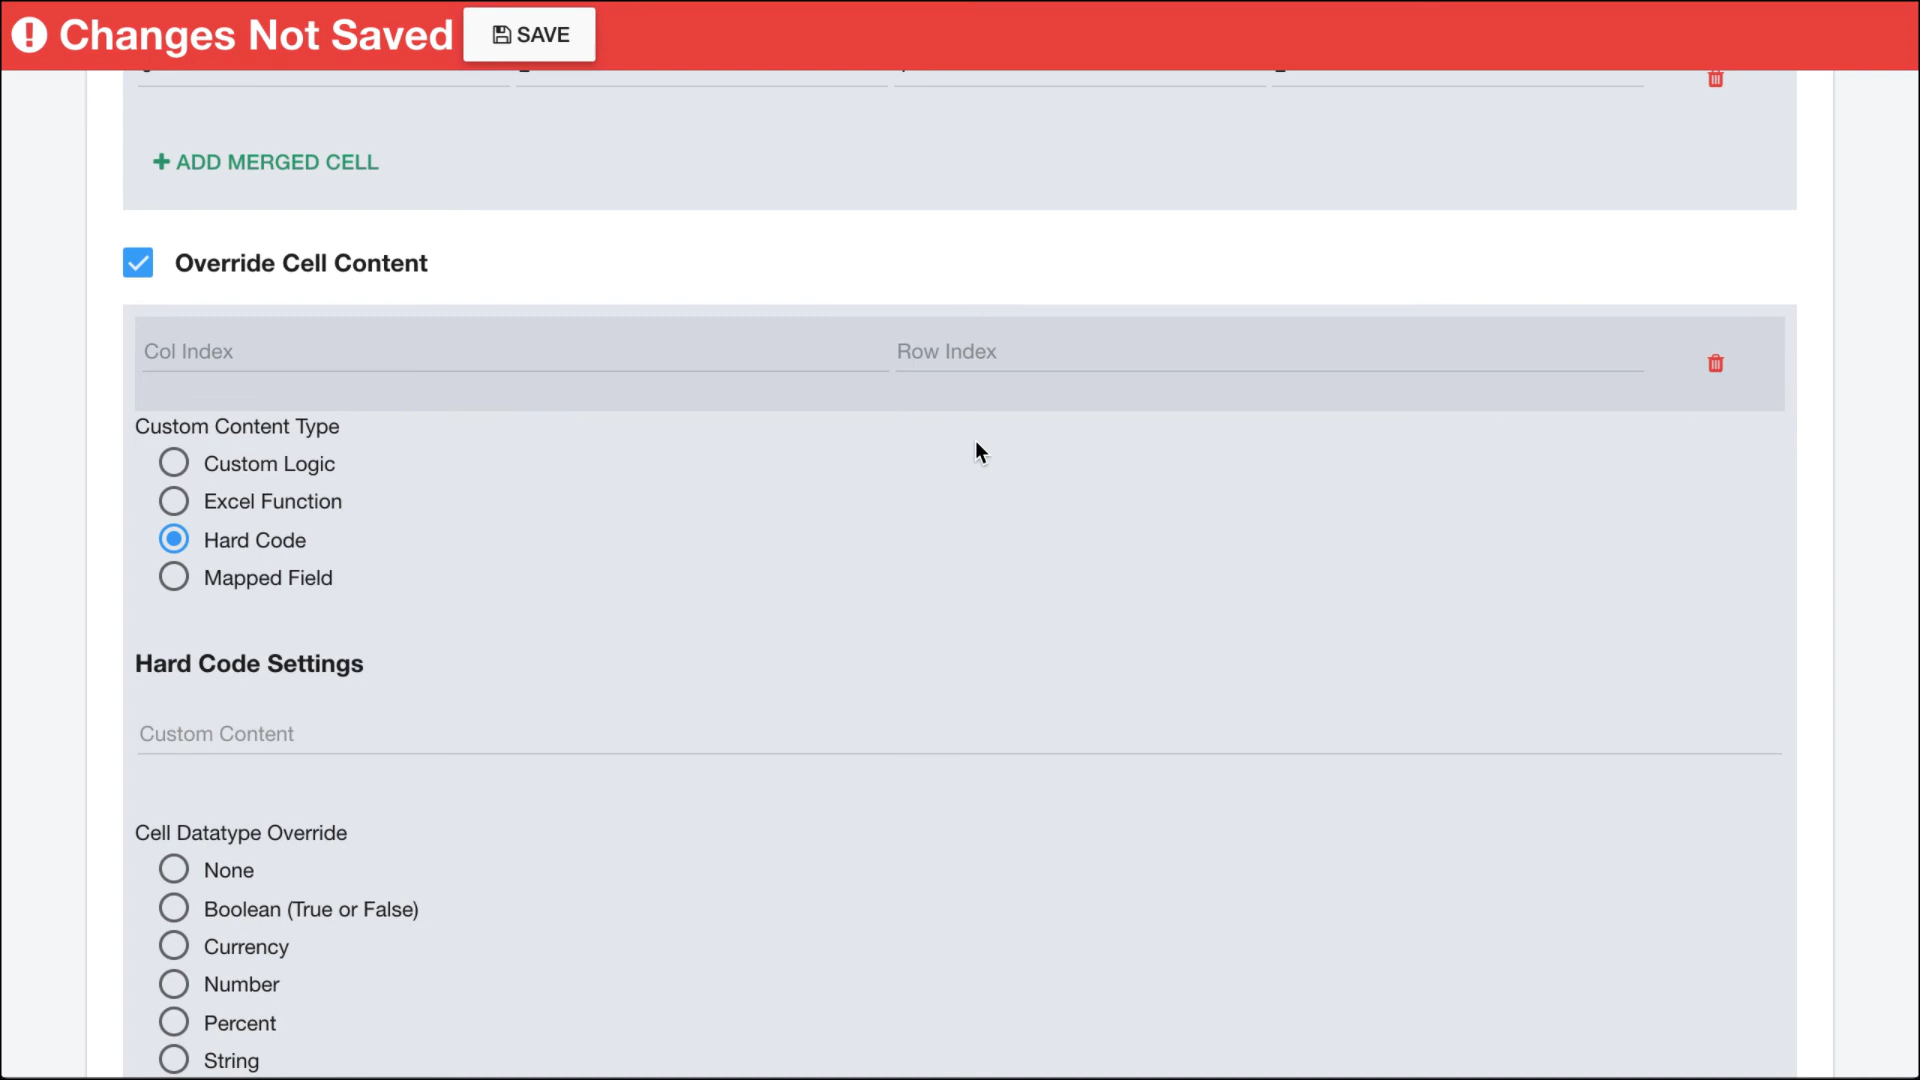 Changes Not Saved SAVE
ADD MERGED CELL
Override Cell Content
Col Index Row Index
Custom Content Type
Custom Logic
Excel Function
Hard Code
Mapped Field
Hard Code Settings
Custom Content
Cell Datatype Override
None
Boolean (True or False)
Currency
Number
Percent
String